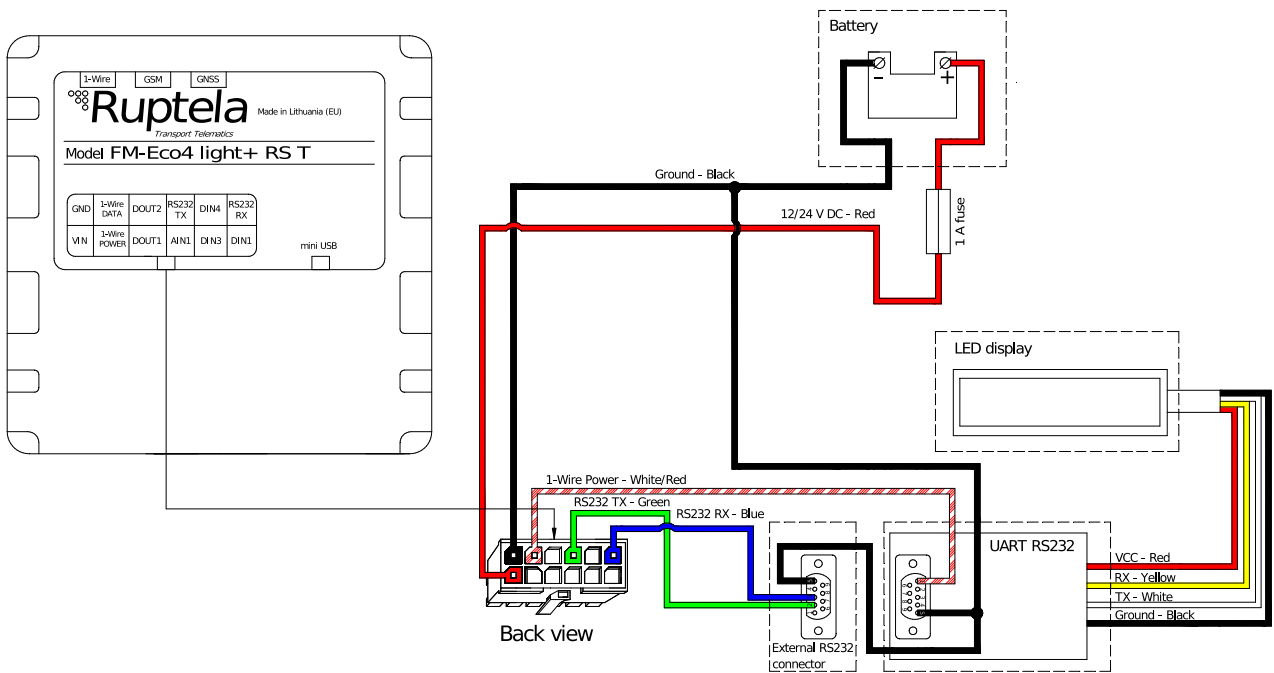 Battery
- +
1-Wire GSM GNSS
Ruptela Made in Lithuania (EU)
Transport Telematics
Model FM-Eco4 light+ RS T
GND 1-Wire DATA DOUT2 RS232 TX DIN4 RS232 RX
VIN 1-Wire POWER DOUT1 AIN1 DIN3 DIN1
mini USB
Ground - Black
12/24 V DC - Red
1 A fuse
LED display
1-Wire Power - White/Red
RS232 TX - Green
RS232 RX - Blue
Back view
External RS232
connector
UART RS232
VCC - Red
RX - Yellow
TX - White
Ground - Black